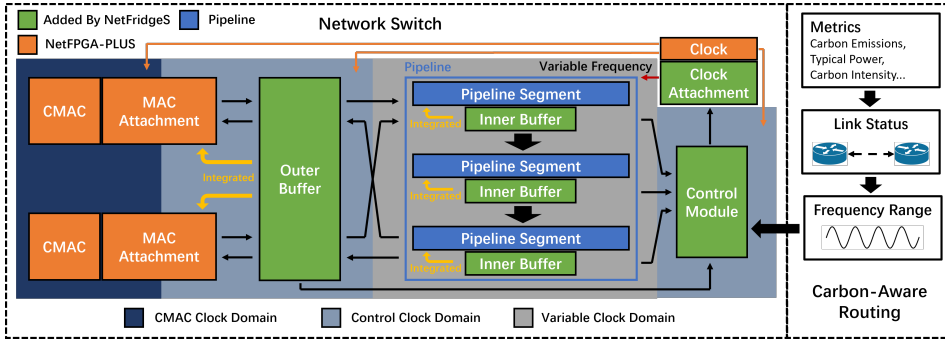 Added By NetFridgeS
Pipeline
Network Switch
NetFPGA-PLUS
Clock
Variable Frequency
Clock
Attachment
Pipeline
CMAC
MAC
Attachment
Pipeline Segment
Integrated
Inner Buffer
Integrated
Outer
Buffer
Pipeline Segment
Integrated
Inner Buffer
Control
Module
CMAC
MAC
Attachment
Pipeline Segment
Integrated
Inner Buffer
CMAC Clock Domain
Control Clock Domain
Variable Clock Domain
Metrics
Carbon Emissions,
Typical Power,
Carbon Intensity...
Link Status
Frequency Range
Carbon-Aware
Routing